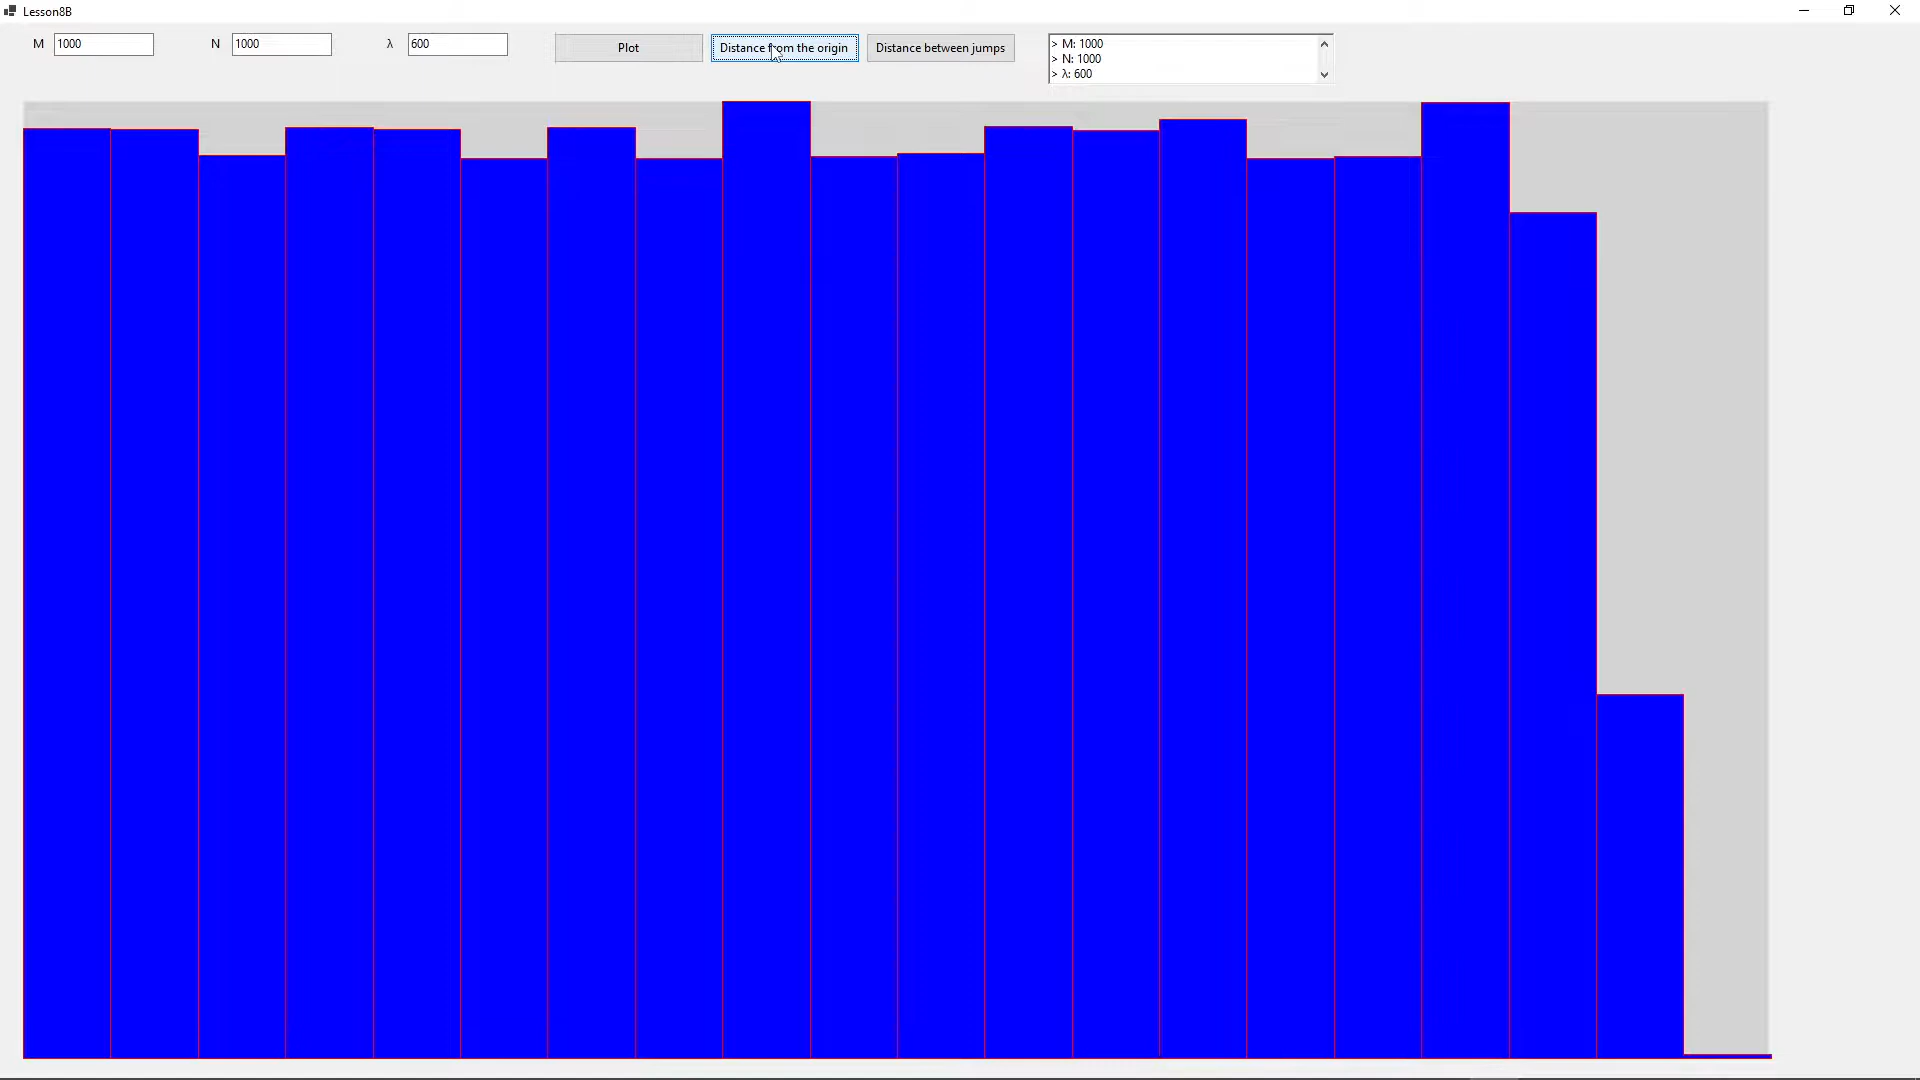 Lesson8B
M 1000 N 1000 λ 600 Plot Distance from the origin Distance between jumps
> M: 1000
> N: 1000
> λ: 600